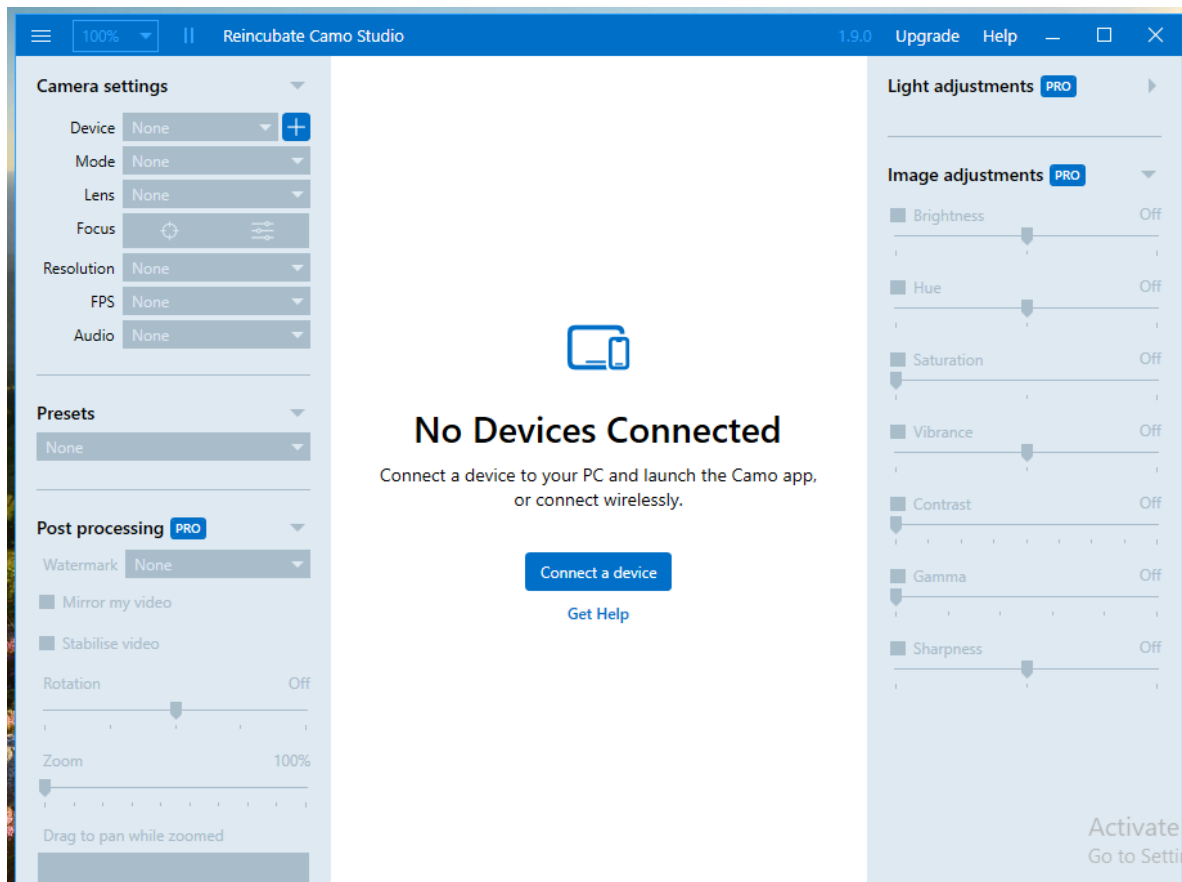 100%
Reincubate Camo Studio
1.9.0
Upgrade
Help
Camera settings
Device None
Mode None
Lens None
Focus
Resolution None
FPS None
Audio None
Presets
None
Post processing PRO
Watermark None
Mirror my video
Stabilise video
Rotation Off
Zoom 100%
Drag to pan while zoomed
No Devices Connected
Connect a device to your PC and launch the Camo app,
or connect wirelessly.
Connect a device
Get Help
Light adjustments PRO
Image adjustments PRO
Brightness Off
Hue Off
Saturation Off
Vibrance Off
Contrast Off
Gamma Off
Sharpness Off
Activate
Go to Setti